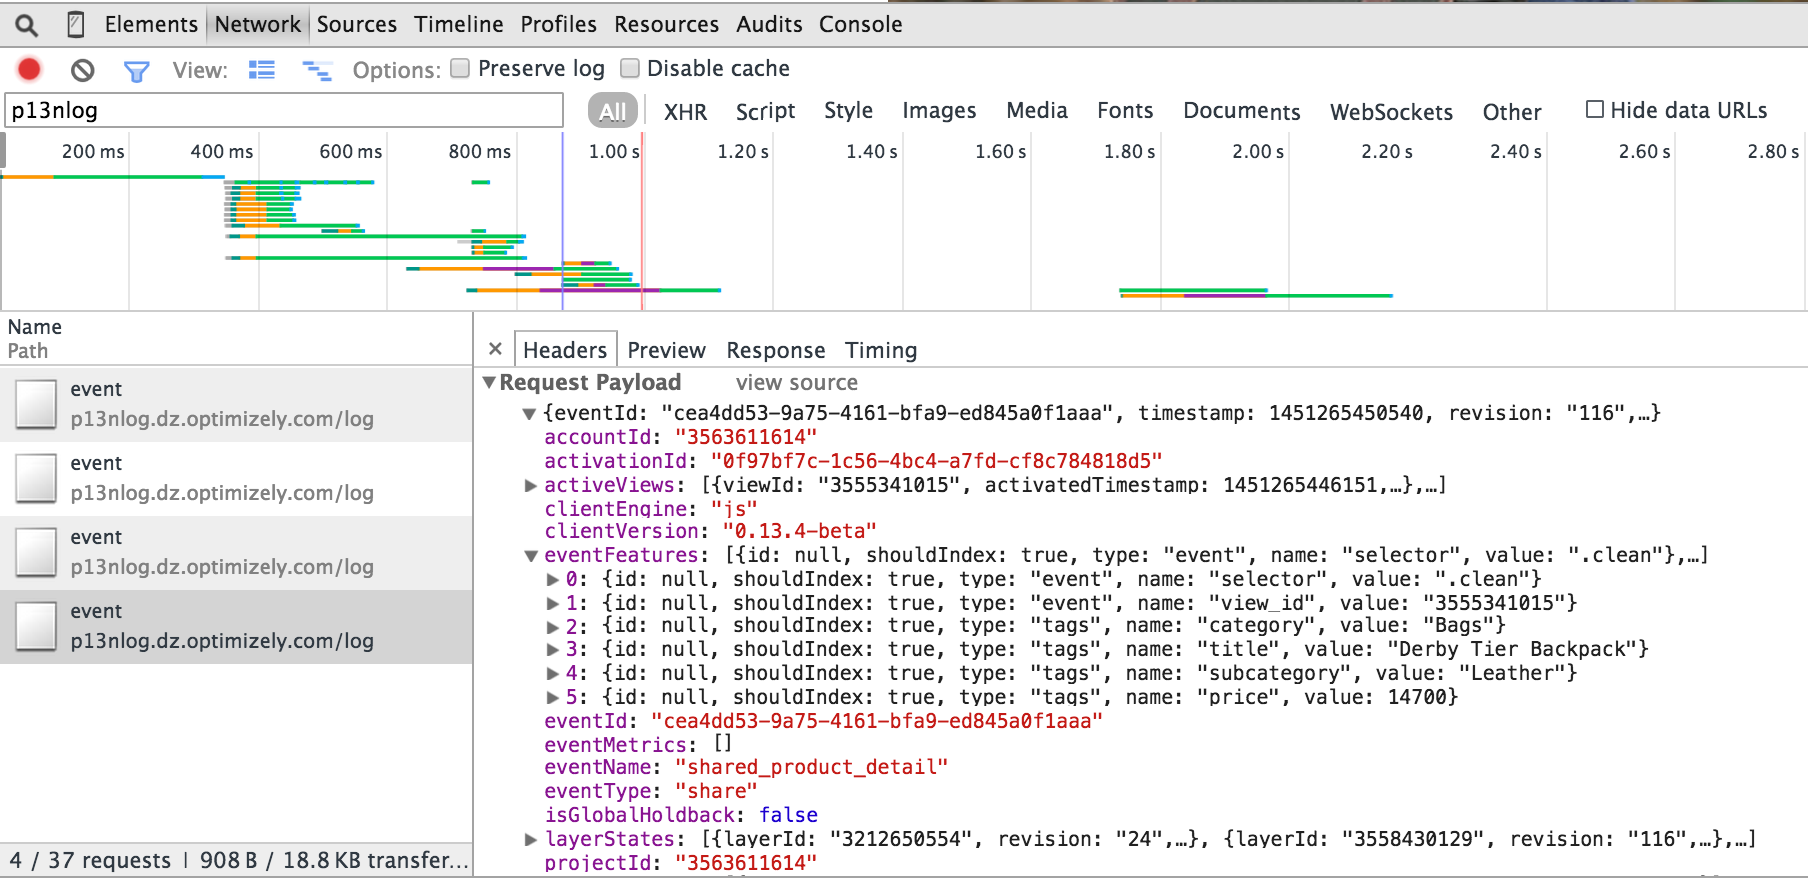 Elements Network Sources Timeline Profiles Resources Audits Console
View: Options: Preserve log Disable cache
p13nlog All XHR Script Style Images Media Fonts Documents WebSockets Other Hide data URLs
200 ms 400 ms 600 ms 800 ms 1.00 s 1.20 s 1.40 s 1.60 s 1.80 s 2.00 s 2.20 s 2.40 s 2.60 s 2.80 s
Name
Path
event
p13nlog.dz.optimizely.com/log
event
p13nlog.dz.optimizely.com/log
event
p13nlog.dz.optimizely.com/log
event
p13nlog.dz.optimizely.com/log
4 / 37 requests | 908 B / 18.8 KB transfer...
× Headers Preview Response Timing
Request Payload view source
{eventId: "cea4dd53-9a75-4161-bfa9-ed845a0f1aaa", timestamp: 1451265450540, revision: "116",…}
accountId: "3563611614"
activationId: "0f97bf7c-1c56-4bc4-a7fd-cf8c784818d5"
activeViews: [{viewId: "3555341015", activatedTimestamp: 1451265446151,…},…]
clientEngine: "js"
clientVersion: "0.13.4-beta"
eventFeatures: [{id: null, shouldIndex: true, type: "event", name: "selector", value: ".clean"},…]
0: {id: null, shouldIndex: true, type: "event", name: "selector", value: ".clean"}
1: {id: null, shouldIndex: true, type: "event", name: "view_id", value: "3555341015"}
2: {id: null, shouldIndex: true, type: "tags", name: "category", value: "Bags"}
3: {id: null, shouldIndex: true, type: "tags", name: "title", value: "Derby Tier Backpack"}
4: {id: null, shouldIndex: true, type: "tags", name: "subcategory", value: "Leather"}
5: {id: null, shouldIndex: true, type: "tags", name: "price", value: 14700}
eventId: "cea4dd53-9a75-4161-bfa9-ed845a0f1aaa"
eventMetrics: []
eventName: "shared_product_detail"
eventType: "share"
isGlobalHoldback: false
layerStates: [{layerId: "3212650554", revision: "24",…}, {layerId: "3558430129", revision: "116",…},…]
projectId: "3563611614"